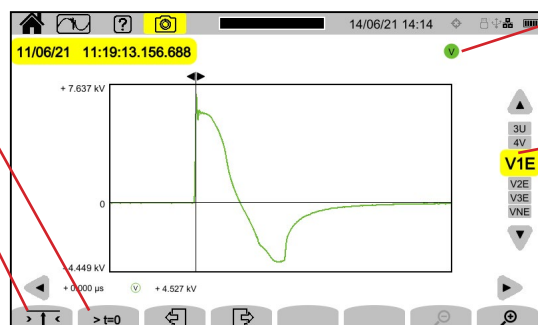 14/06/21 14:14
11/06/21 11:19:13.156.688
V
+ 7.637 kV
3U
4V
V1E
0
V2E
V3E
VNE
- 4.449 kV
+ 0.000 µs V + 4.527 kV
> t=0